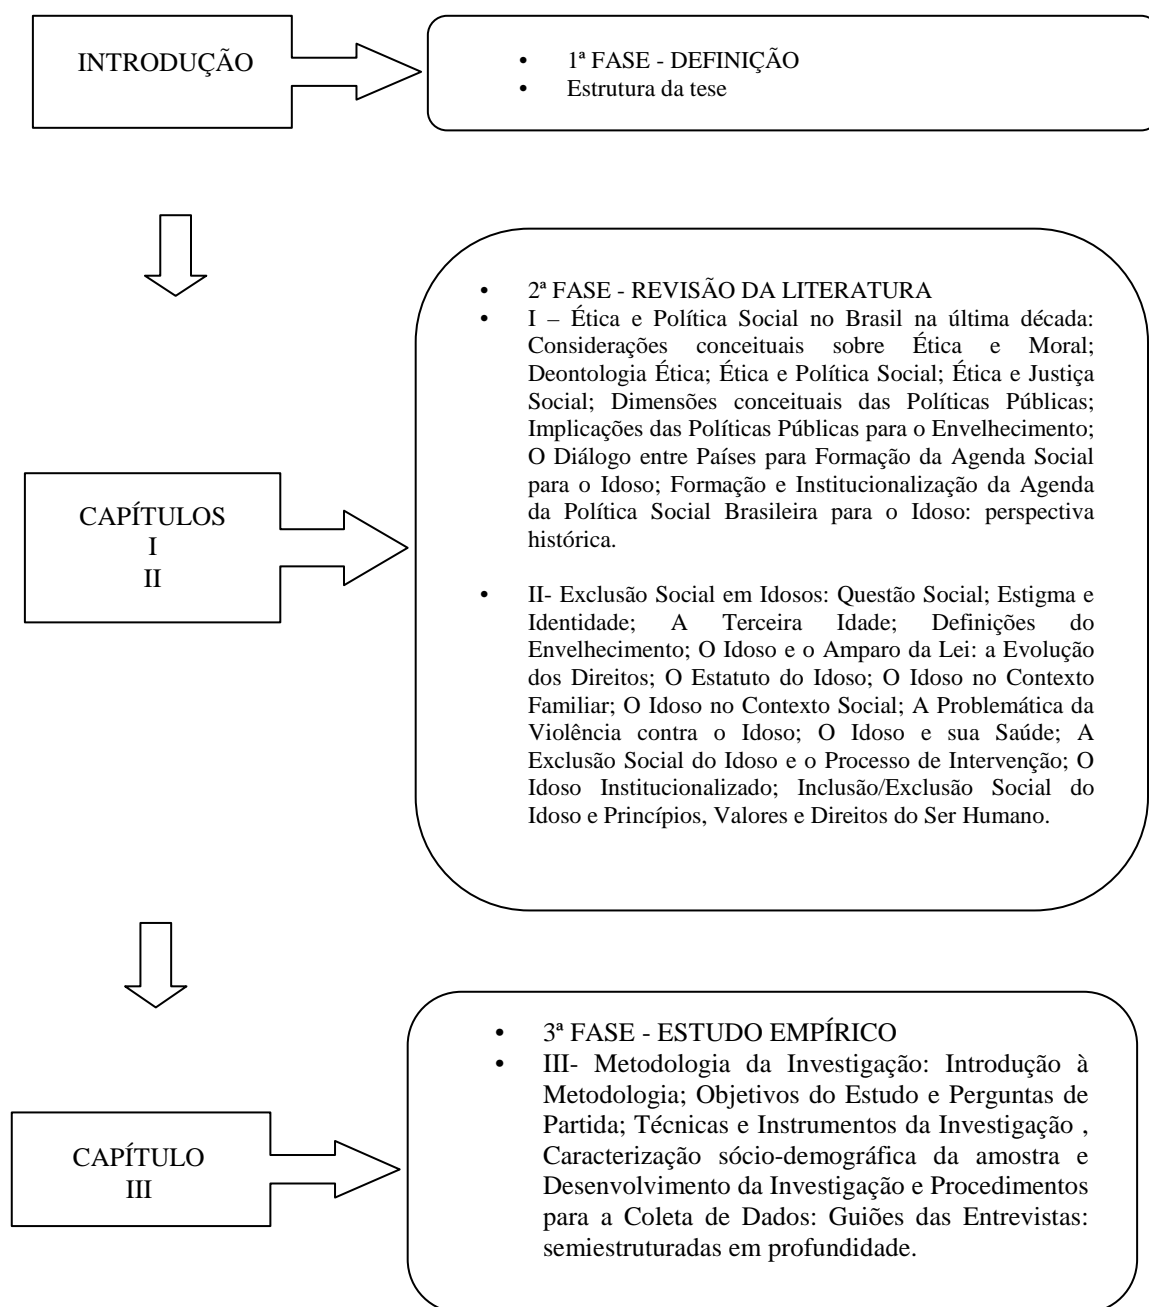 INTRODUÇÃO
• 1ª FASE - DEFINIÇÃO
• Estrutura da tese
CAPÍTULOS
I
II
• 2ª FASE - REVISÃO DA LITERATURA
• I – Ética e Política Social no Brasil na última década:
Considerações conceituais sobre Ética e Moral;
Deontologia Ética; Ética e Política Social; Ética e Justiça
Social; Dimensões conceituais das Políticas Públicas;
Implicações das Políticas Públicas para o Envelhecimento;
O Diálogo entre Países para Formação da Agenda Social
para o Idoso; Formação e Institucionalização da Agenda
da Política Social Brasileira para o Idoso: perspectiva
histórica.
• II- Exclusão Social em Idosos: Questão Social; Estigma e
Identidade; A Terceira Idade; Definições do
Envelhecimento; O Idoso e o Amparo da Lei: a Evolução
dos Direitos; O Estatuto do Idoso; O Idoso no Contexto
Familiar; O Idoso no Contexto Social; A Problemática da
Violência contra o Idoso; O Idoso e sua Saúde; A
Exclusão Social do Idoso e o Processo de Intervenção; O
Idoso Institucionalizado; Inclusão/Exclusão Social do
Idoso e Princípios, Valores e Direitos do Ser Humano.
CAPÍTULO
III
• 3ª FASE - ESTUDO EMPÍRICO
• III- Metodologia da Investigação: Introdução à
Metodologia; Objetivos do Estudo e Perguntas de
Partida; Técnicas e Instrumentos da Investigação ,
Caracterização sócio-demográfica da amostra e
Desenvolvimento da Investigação e Procedimentos
para a Coleta de Dados: Guiões das Entrevistas:
semiestruturadas em profundidade.